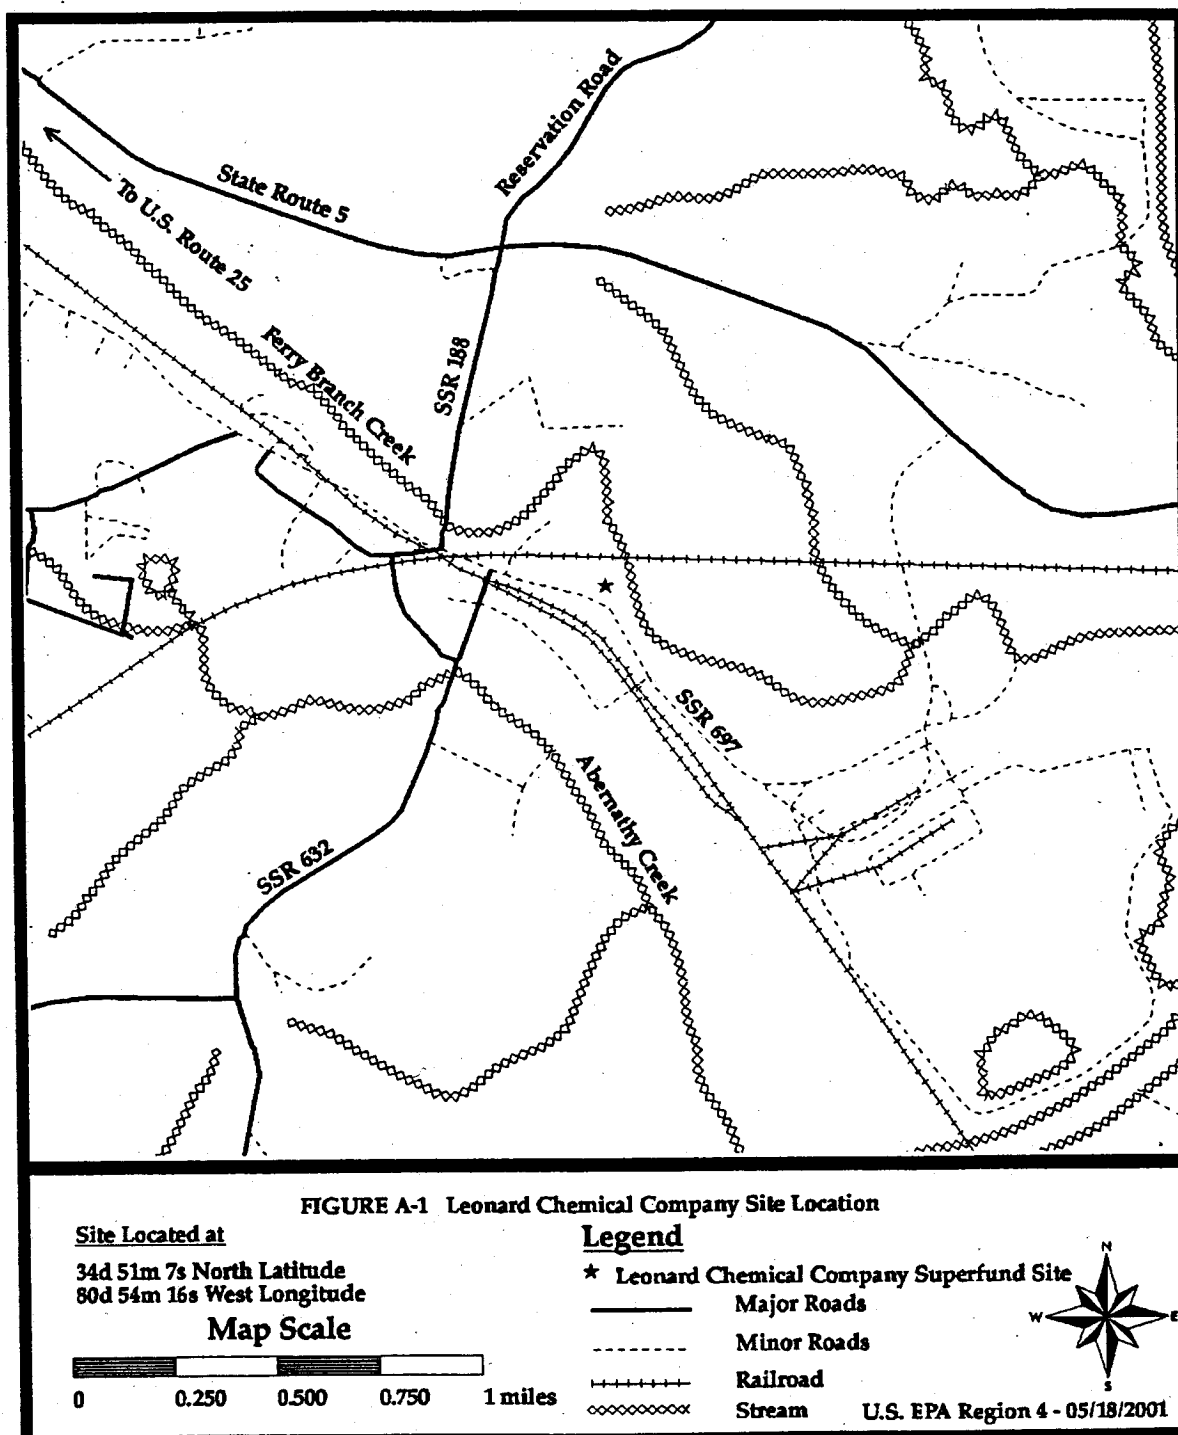 Reservation Road
State Route 5
To U.S. Route 25
Ferry Branch Creek
SSR 188
SSR 697
Abernathy Creek
SSR 632
FIGURE A-1 Leonard Chemical Company Site Location
Site Located at
34d 51m 7s North Latitude
80d 54m 16s West Longitude
Map Scale
0 0.250 0.500 0.750 1 miles
Legend
★ Leonard Chemical Company Superfund Site
Major Roads
Minor Roads
Railroad
Stream
N
W E
S
U.S. EPA Region 4 - 05/18/2001